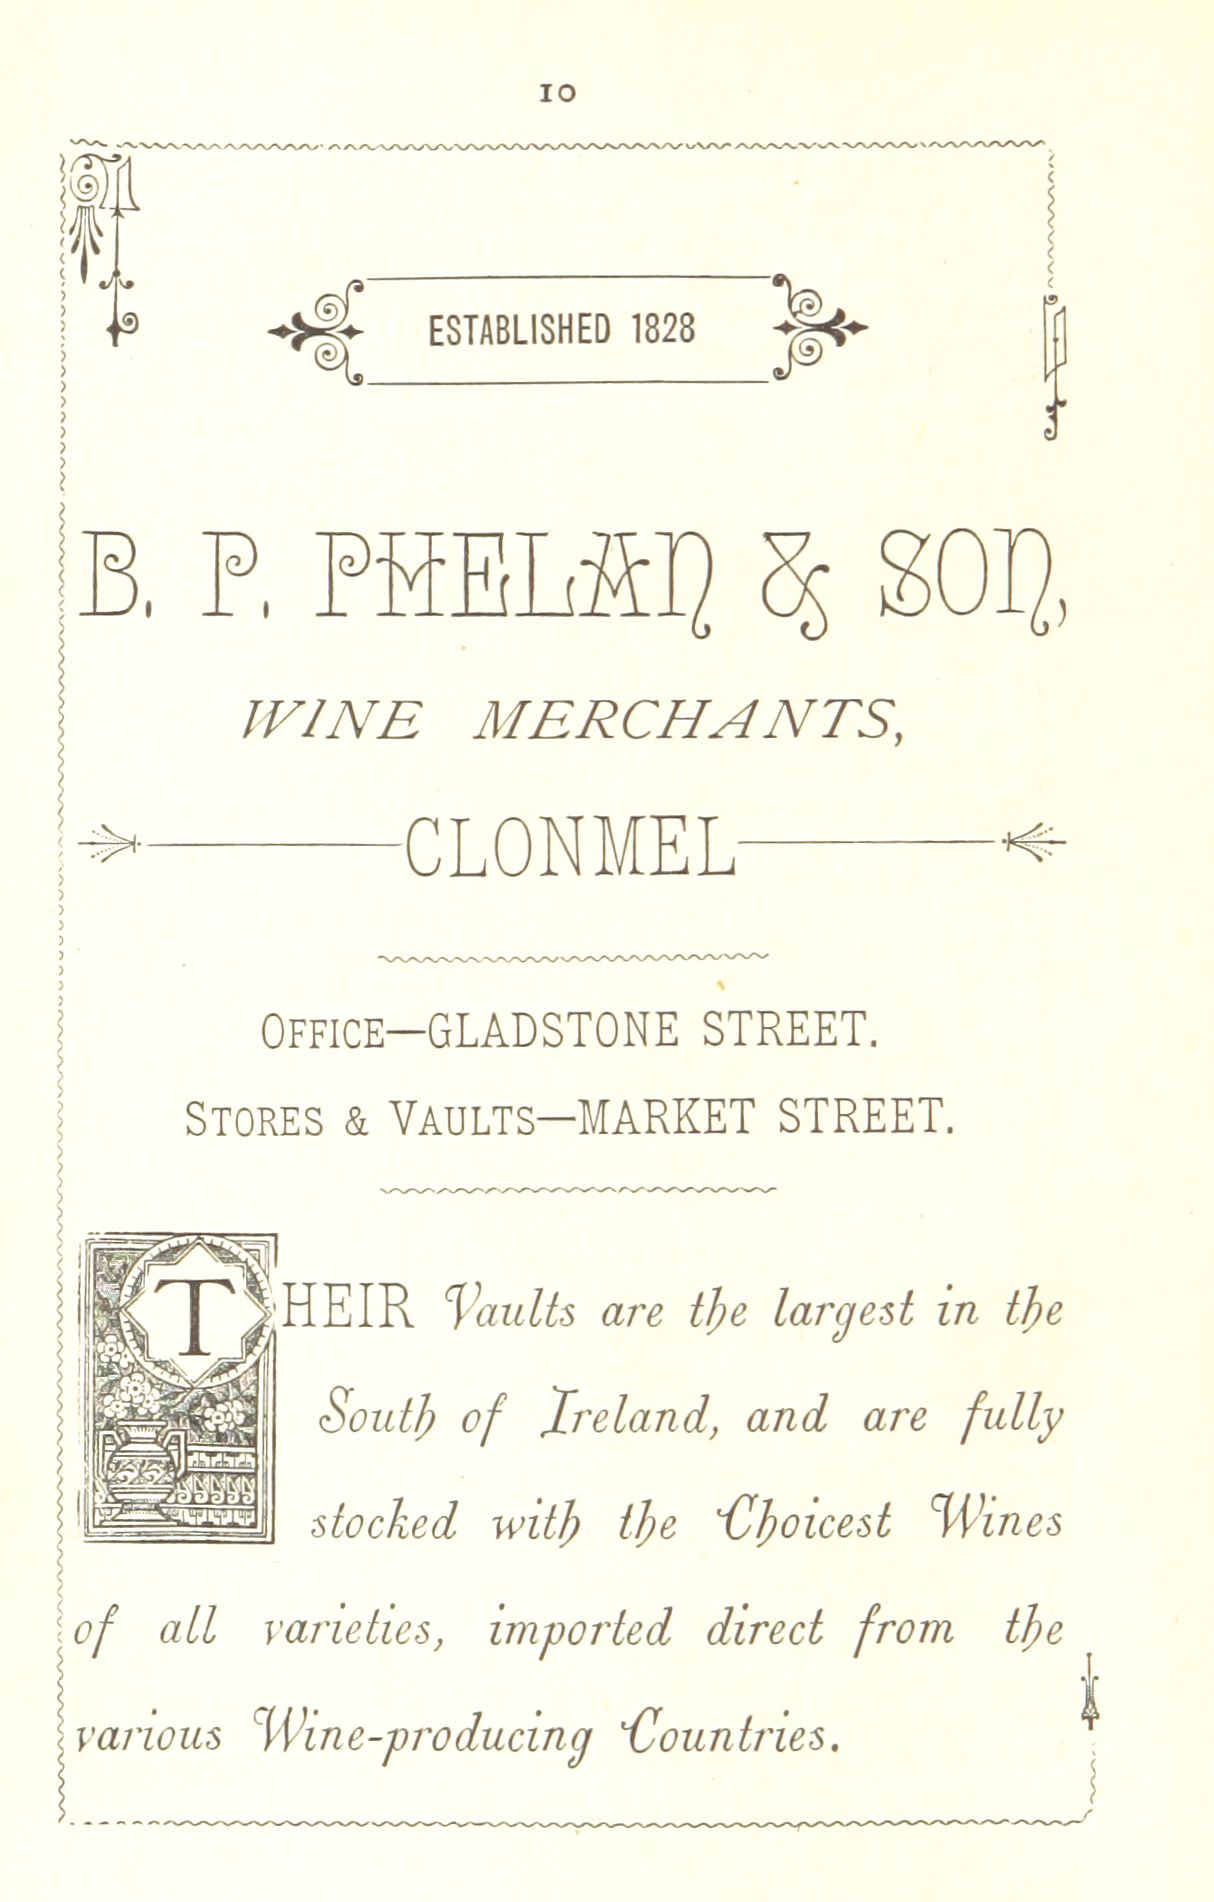 10
ESTABLISHED 1828
B. P. PHELAN & SON,
WINE MERCHANTS,
CLONMEL
OFFICE—GLADSTONE STREET.
STORES & VAULTS—MARKET STREET.
THEIR Vaults are the largest in the
South of Ireland, and are fully
stocked with the Choicest Wines
of all varieties, imported direct from the
various Wine-producing Countries.